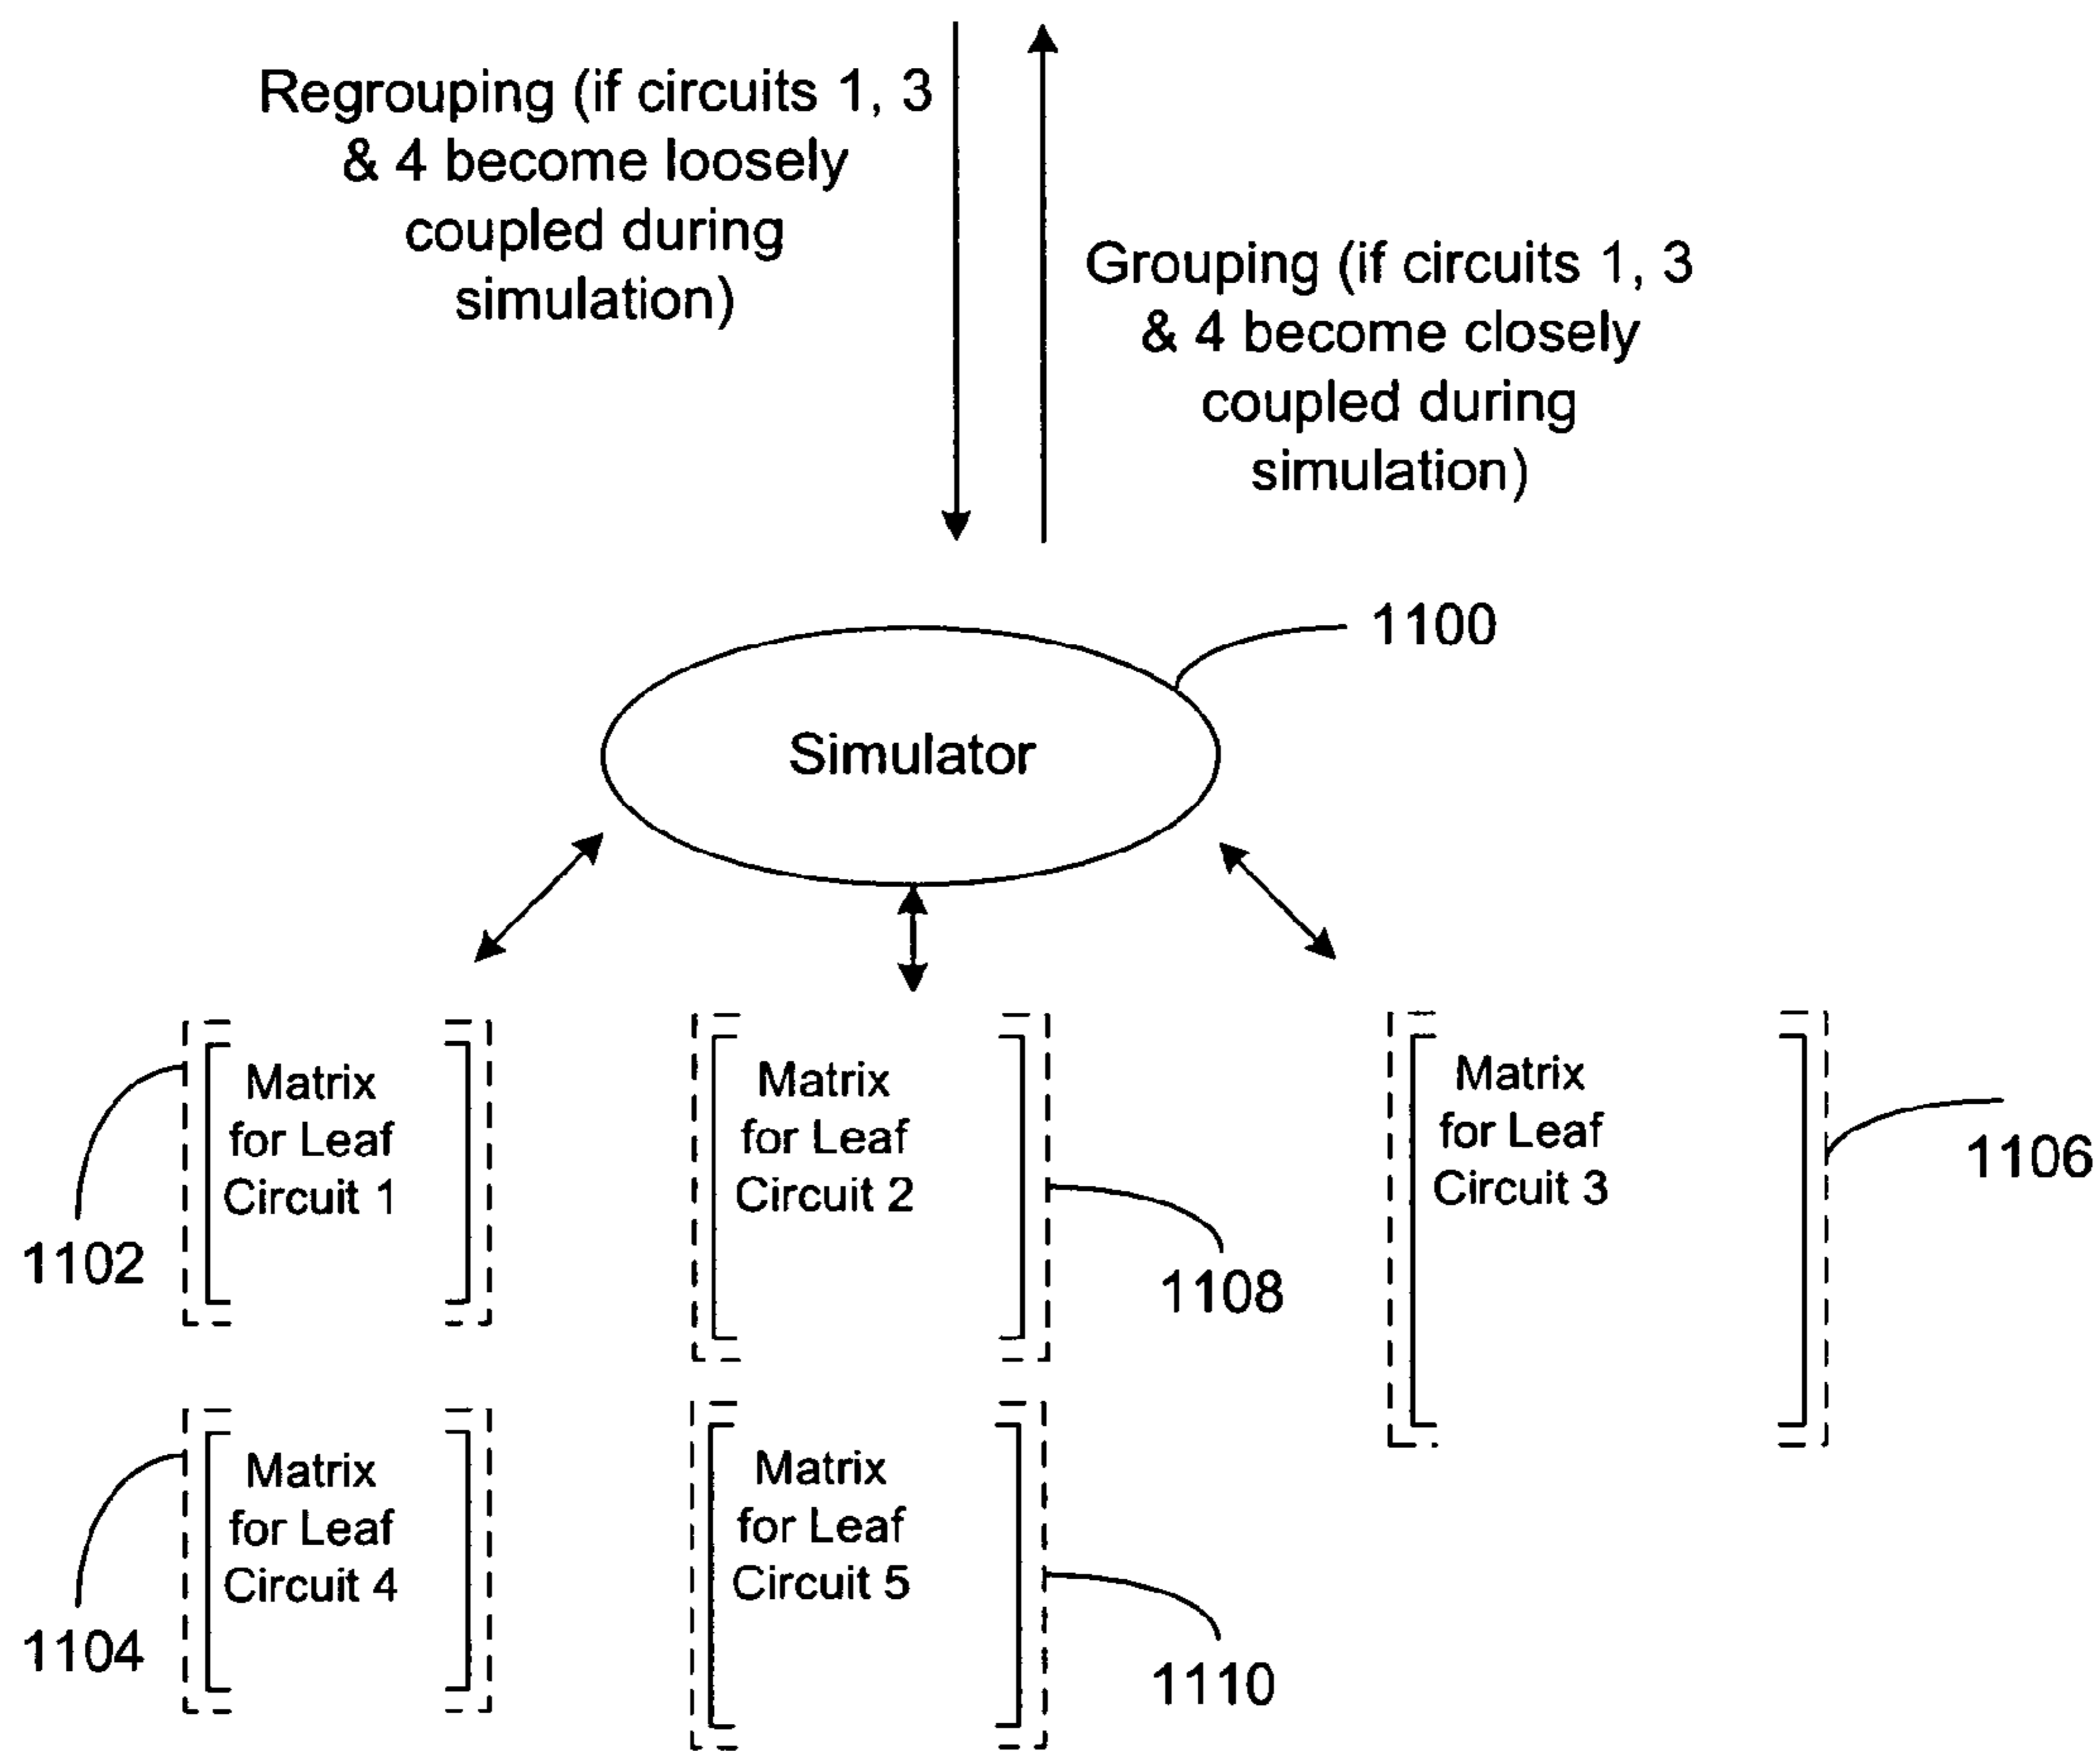 Regrouping (if circuits 1, 3
& 4 become loosely
coupled during
simulation)
Grouping (if circuits 1, 3
& 4 become closely
coupled during
simulation)
1100
Simulator
Matrix
for Leaf
Circuit 1
1102
Matrix
for Leaf
Circuit 2
1108
Matrix
for Leaf
Circuit 3
1106
Matrix
for Leaf
Circuit 4
1104
Matrix
for Leaf
Circuit 5
1110